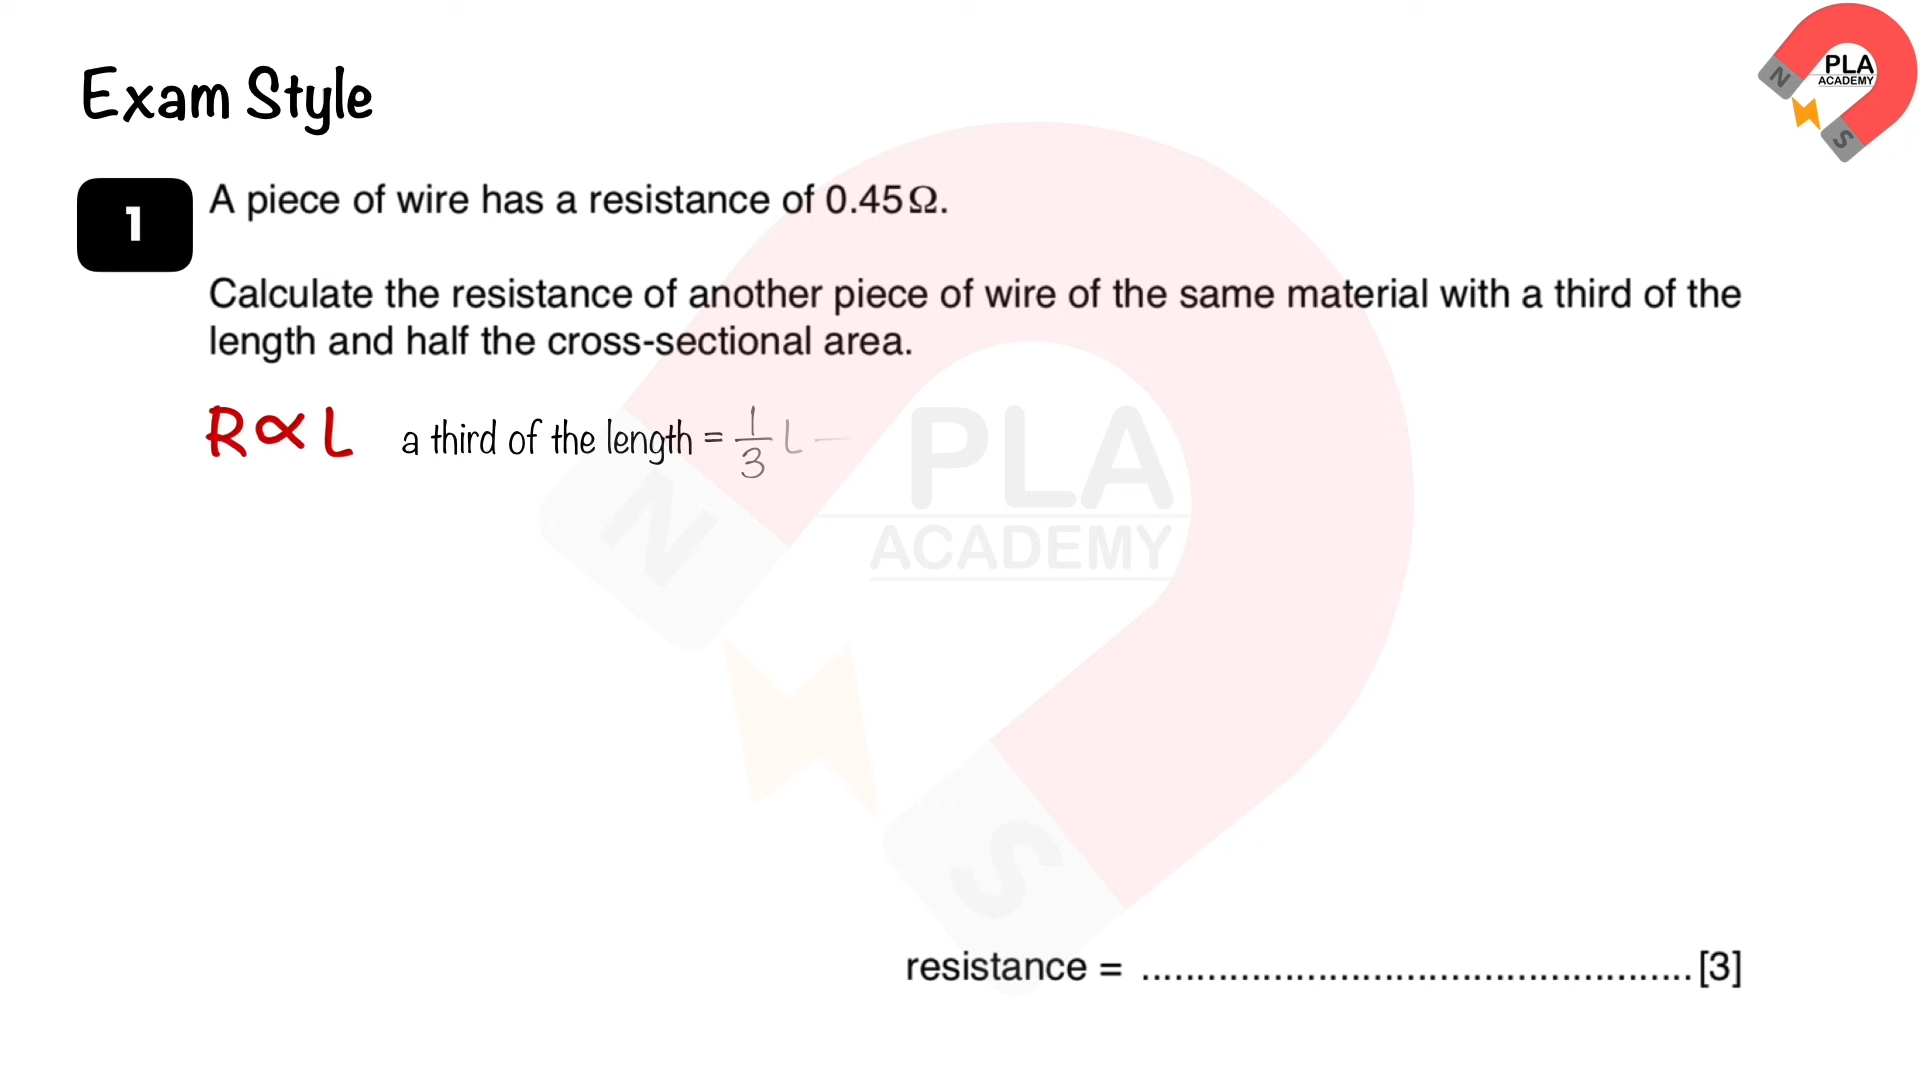 Exam Style
PLA
ACADEMY
N
S
1
A piece of wire has a resistance of 0.45 Ω.
Calculate the resistance of another piece of wire of the same material with a third of the
length and half the cross-sectional area.
R ∝ L a third of the length = 1/3 L
PLA
ACADEMY
N
S
resistance = .................................................. [3]